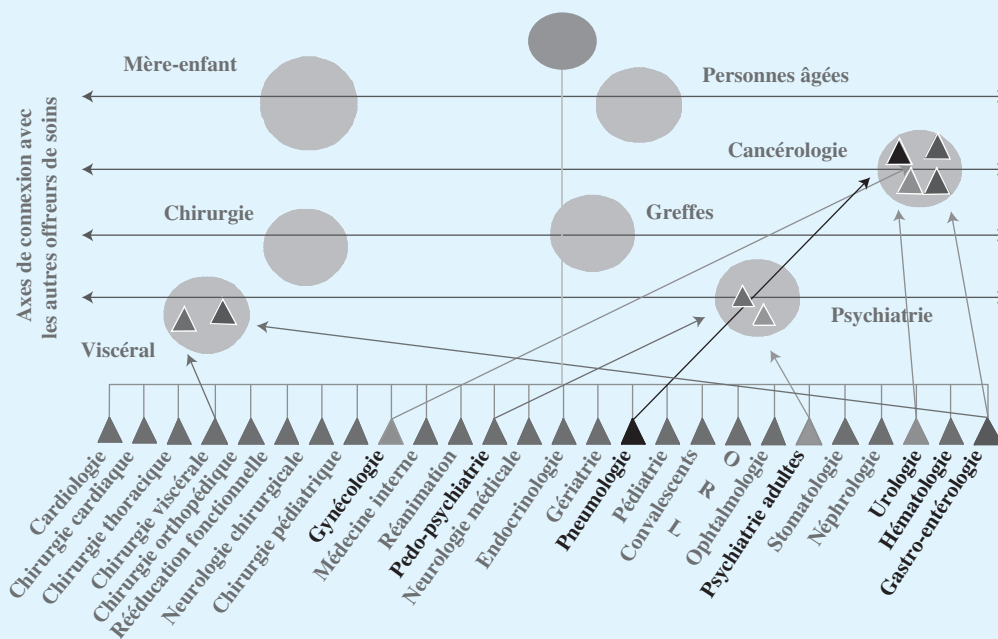 Axes de connexion avec
les autres offreurs de soins
Mère-enfant
Personnes âgées
Cancérologie
Chirurgie
Greffes
Psychiatrie
Viscéral
Cardiologie
Chirurgie cardiaque
Chirurgie thoracique
Chirurgie viscérale
Chirurgie orthopédique
Rééducation fonctionnelle
Neurologie chirurgicale
Chirurgie pédiatrique
Gynécologie
Médecine interne
Réanimation
Pedo-psychiatrie
Neurologie médicale
Endocrinologie
Gériatrie
Pneumologie
Pédiatrie
Convalescents
O R L
Ophtalmologie
Psychiatrie adultes
Stomatologie
Néphrologie
Urologie
Hématologie
Gastro-entérologie